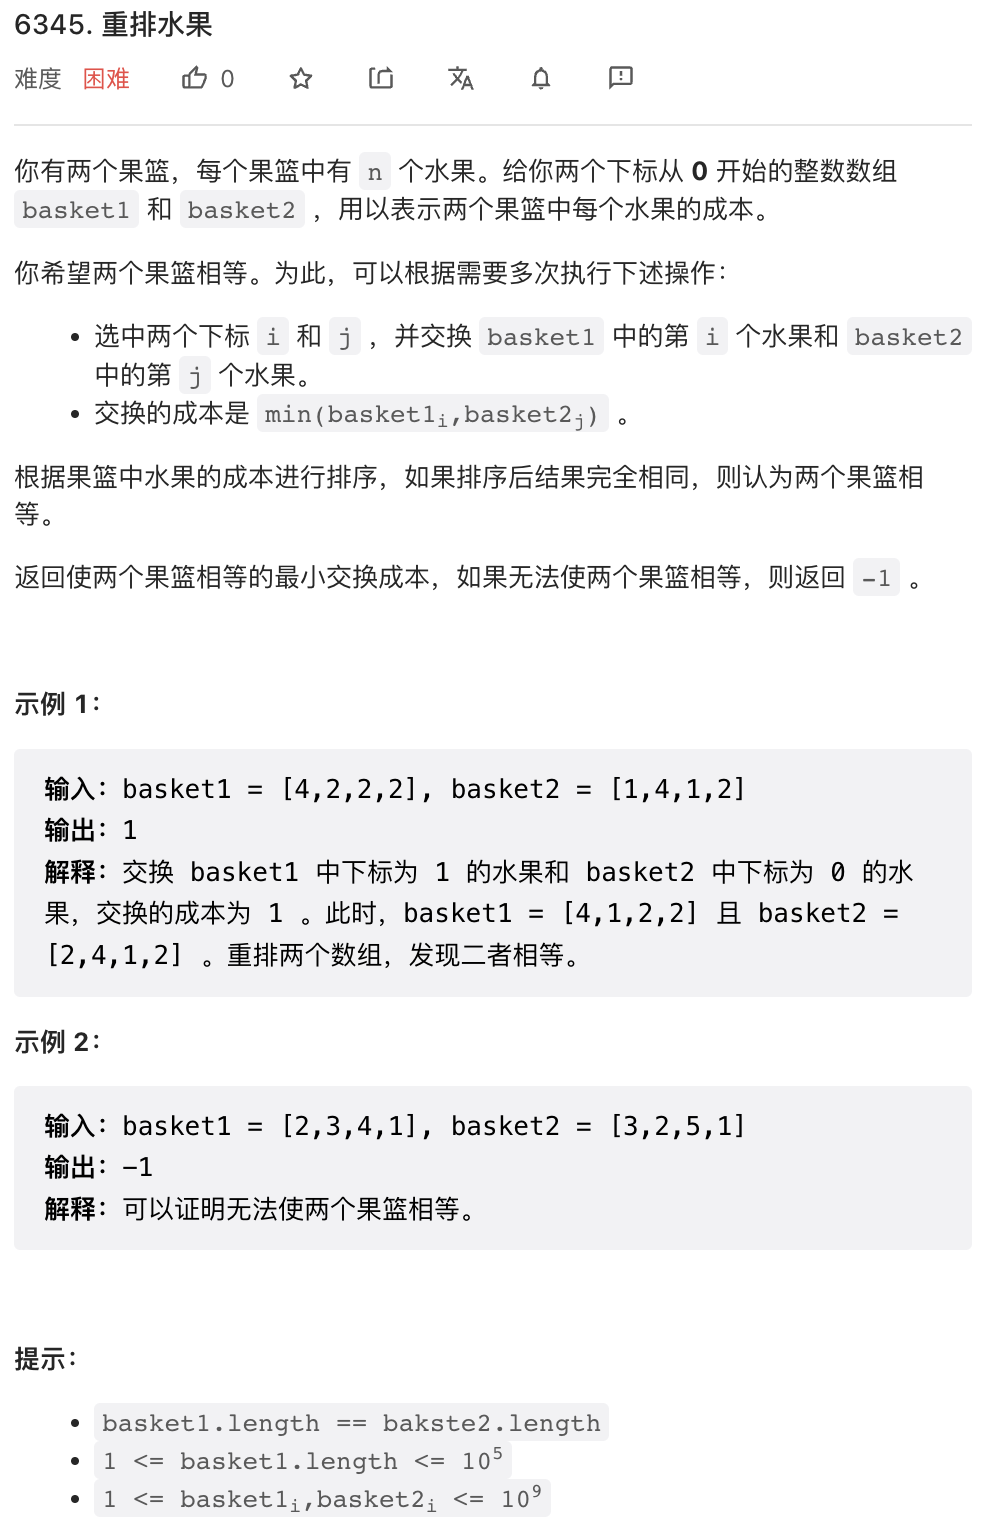 6345. 重排水果
难度 困难 0
你有两个果篮，每个果篮中有 n 个水果。给你两个下标从 0 开始的整数数组
basket1 和 basket2 ，用以表示两个果篮中每个水果的成本。
你希望两个果篮相等。为此，可以根据需要多次执行下述操作：
• 选中两个下标 i 和 j ，并交换 basket1 中的第 i 个水果和 basket2
中的第 j 个水果。
• 交换的成本是 min(basket1i,basket2j) 。
根据果篮中水果的成本进行排序，如果排序后结果完全相同，则认为两个果篮相
等。
返回使两个果篮相等的最小交换成本，如果无法使两个果篮相等，则返回 -1 。
示例 1：
输入：basket1 = [4,2,2,2], basket2 = [1,4,1,2]
输出：1
解释：交换 basket1 中下标为 1 的水果和 basket2 中下标为 0 的水
果，交换的成本为 1 。此时，basket1 = [4,1,2,2] 且 basket2 =
[2,4,1,2] 。重排两个数组，发现二者相等。
示例 2：
输入：basket1 = [2,3,4,1], basket2 = [3,2,5,1]
输出：-1
解释：可以证明无法使两个果篮相等。
提示：
• basket1.length == bakste2.length
• 1 <= basket1.length <= 10⁵
• 1 <= basket1i,basket2i <= 10⁹